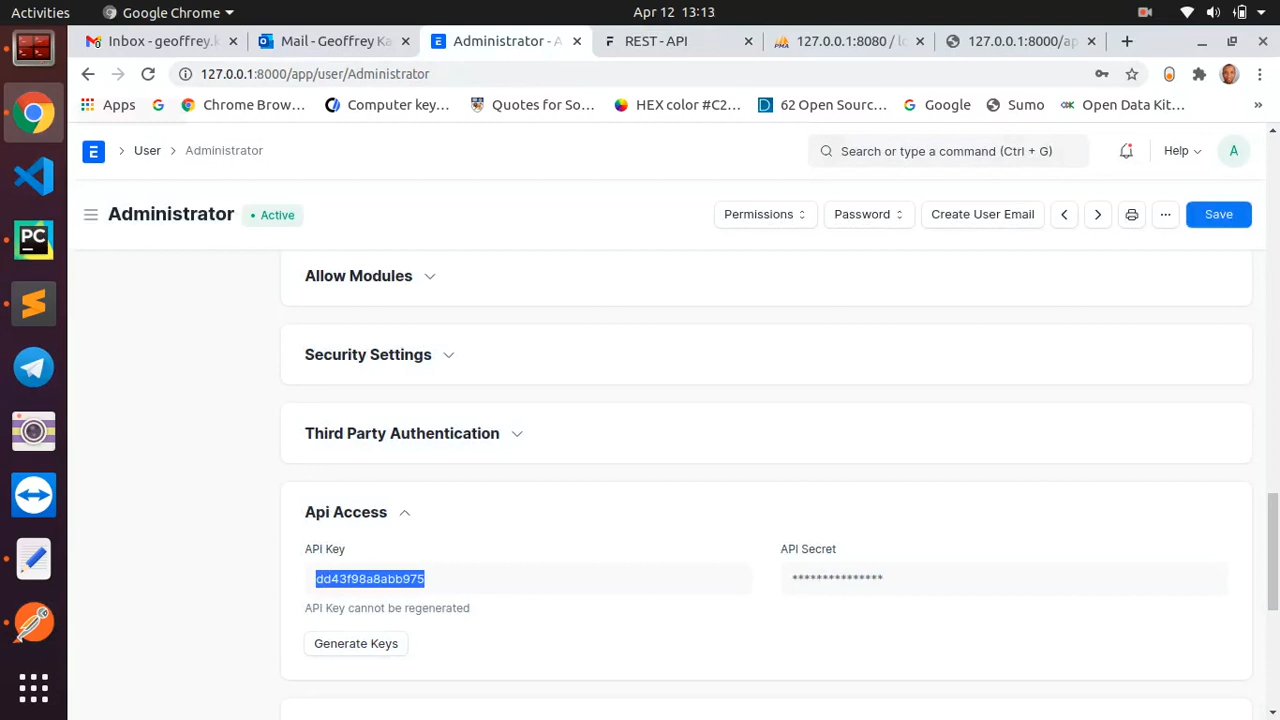 Activities Google Chrome Apr 12 13:13
Inbox - geoffrey.k Mail - Geoffrey Ka Administrator - A REST - API 127.0.0.1:8080 / lo 127.0.0.1:8000/ap
127.0.0.1:8000/app/user/Administrator
Apps Chrome Brow... Computer key... Quotes for So... HEX color #C2... 62 Open Sourc... Google Sumo Open Data Kit... »
User Administrator Search or type a command (Ctrl + G) Help A
Administrator Active Permissions Password Create User Email ... Save
Allow Modules
Security Settings
Third Party Authentication
Api Access
API Key API Secret
dd43f98a8abb975 ***************
API Key cannot be regenerated
Generate Keys